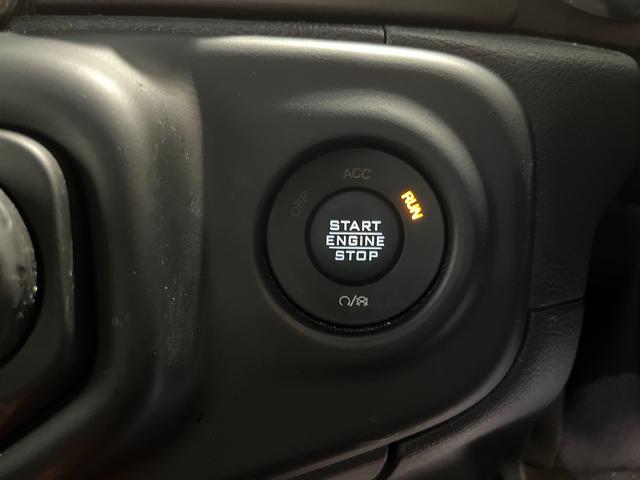 ACC
OFF
RUN
START
ENGINE
STOP